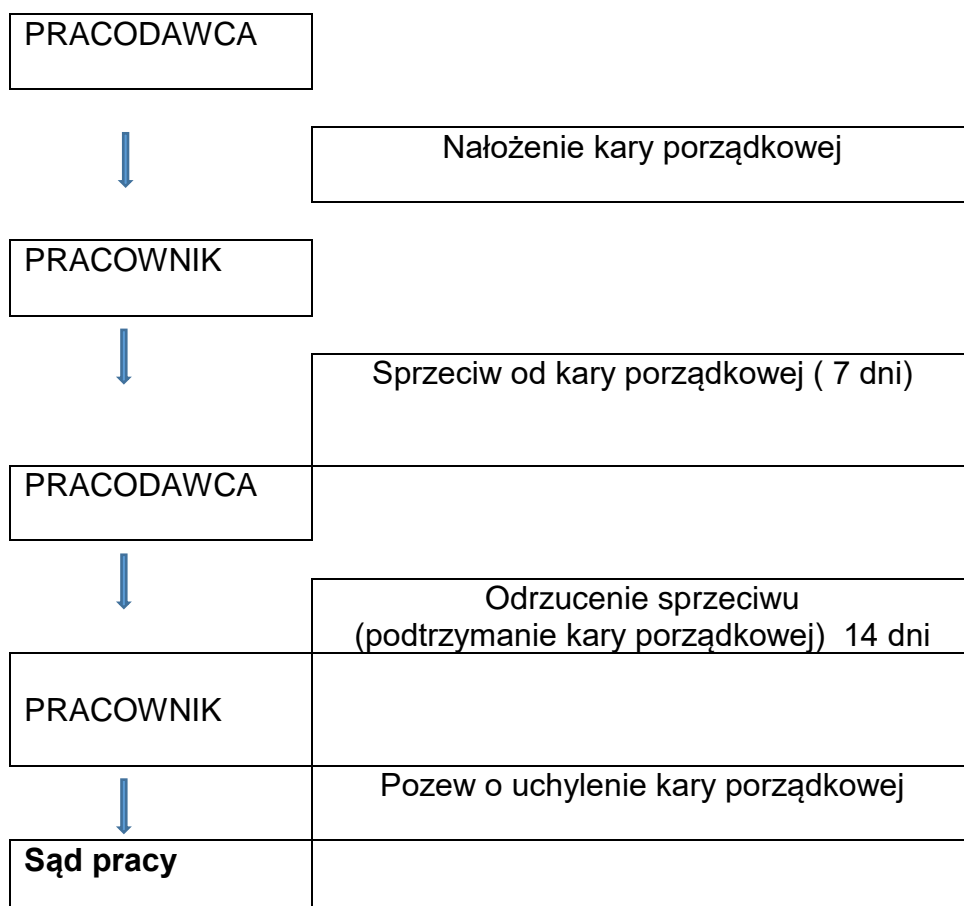 PRACODAWCA
Nałożenie kary porządkowej
PRACOWNIK
Sprzeciw od kary porządkowej ( 7 dni)
PRACODAWCA
Odrzucenie sprzeciwu
(podtrzymanie kary porządkowej) 14 dni
PRACOWNIK
Pozew o uchylenie kary porządkowej
Sąd pracy